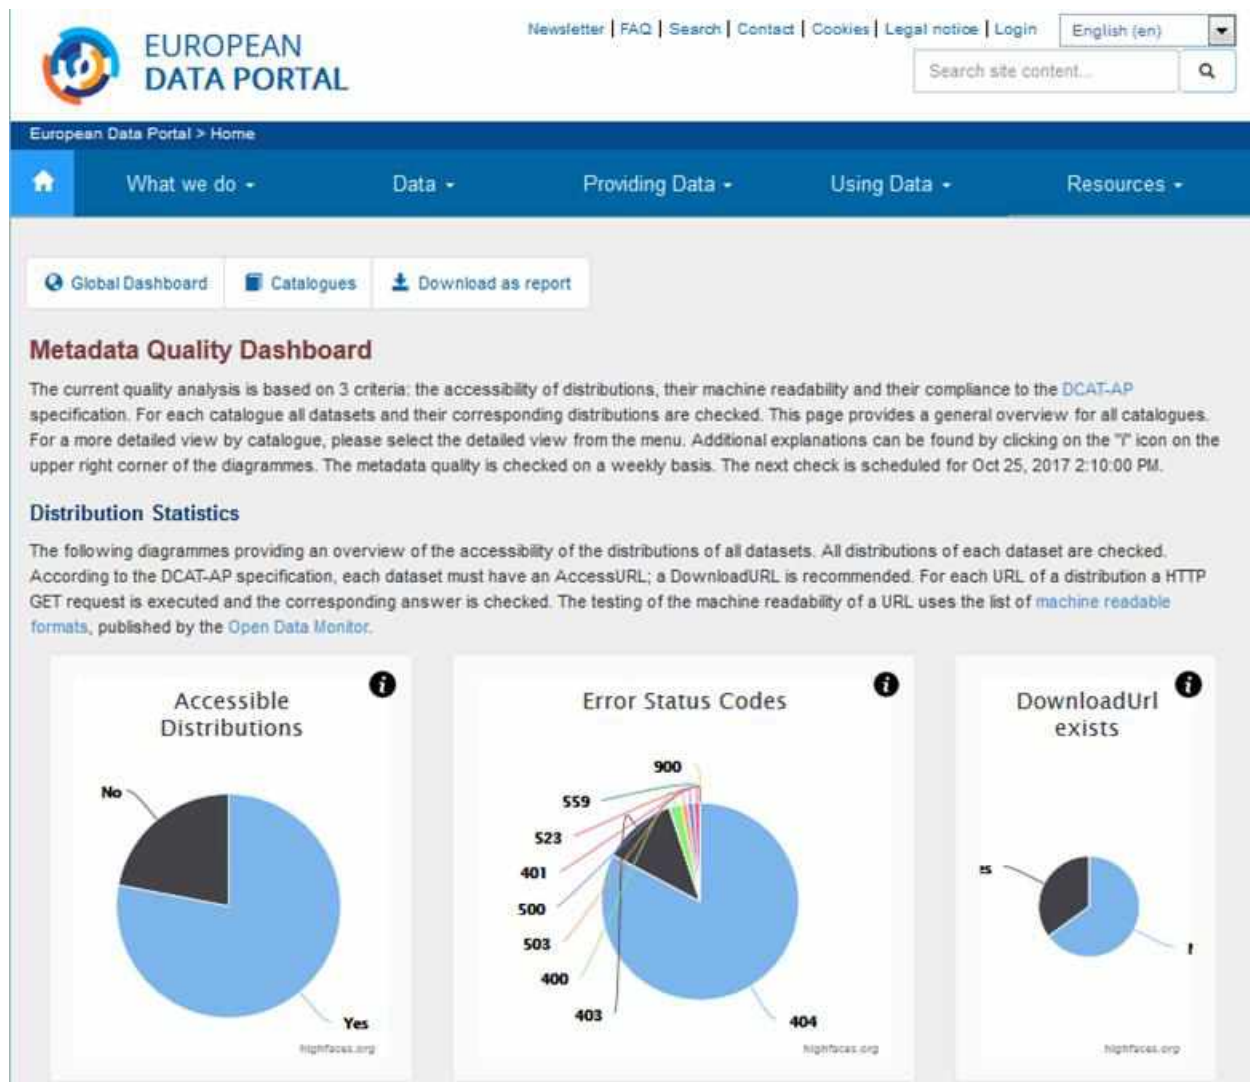 Newsletter | FAQ | Search | Contact | Cookies | Legal notice | Login English (en)
EUROPEAN
DATA PORTAL
Search site content...
European Data Portal > Home
What we do Data Providing Data Using Data Resources
Global Dashboard Catalogues Download as report
Metadata Quality Dashboard
The current quality analysis is based on 3 criteria: the accessibility of distributions, their machine readability and their compliance to the DCAT-AP
specification. For each catalogue all datasets and their corresponding distributions are checked. This page provides a general overview for all catalogues.
For a more detailed view by catalogue, please select the detailed view from the menu. Additional explanations can be found by clicking on the "i" icon on the
upper right corner of the diagrammes. The metadata quality is checked on a weekly basis. The next check is scheduled for Oct 25, 2017 2:10:00 PM.
Distribution Statistics
The following diagrammes providing an overview of the accessibility of the distributions of all datasets. All distributions of each dataset are checked.
According to the DCAT-AP specification, each dataset must have an AccessURL; a DownloadURL is recommended. For each URL of a distribution a HTTP
GET request is executed and the corresponding answer is checked. The testing of the machine readability of a URL uses the list of machine readable
formats, published by the Open Data Monitor.
Accessible
Distributions
No
Yes
highfaces.org
Error Status Codes
900
559
523
401
500
503
400
403
404
highfaces.org
DownloadUrl
exists
es
highfaces.org